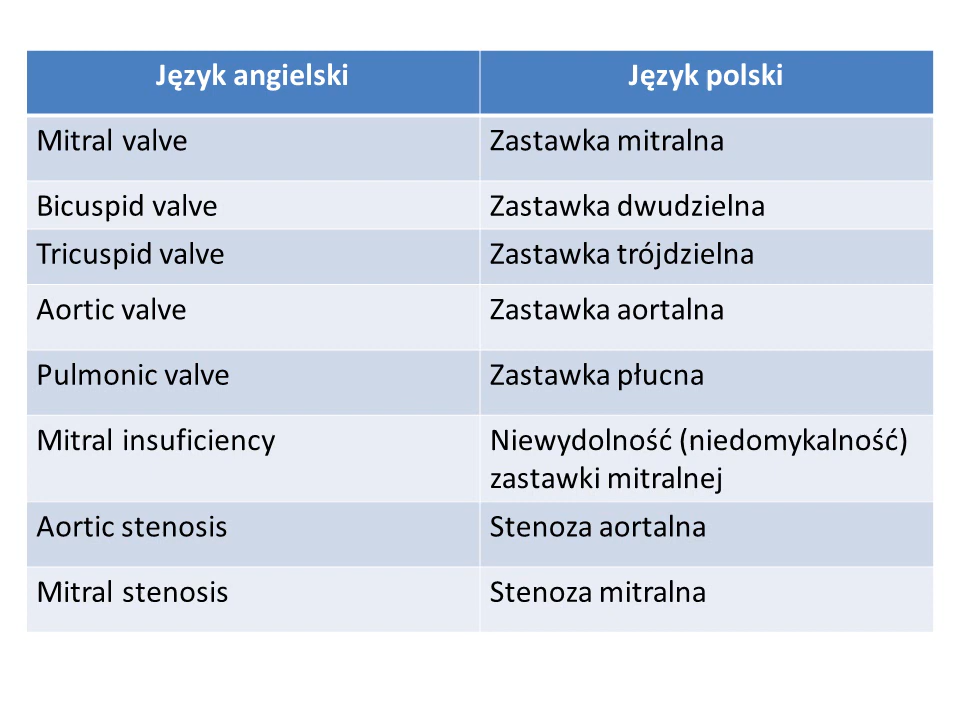 Język angielski Język polski
Mitral valve Zastawka mitralna
Bicuspid valve Zastawka dwudzielna
Tricuspid valve Zastawka trójdzielna
Aortic valve Zastawka aortalna
Pulmonic valve Zastawka płucna
Mitral insuficiency Niewydolność (niedomykalność)
zastawki mitralnej
Aortic stenosis Stenoza aortalna
Mitral stenosis Stenoza mitralna